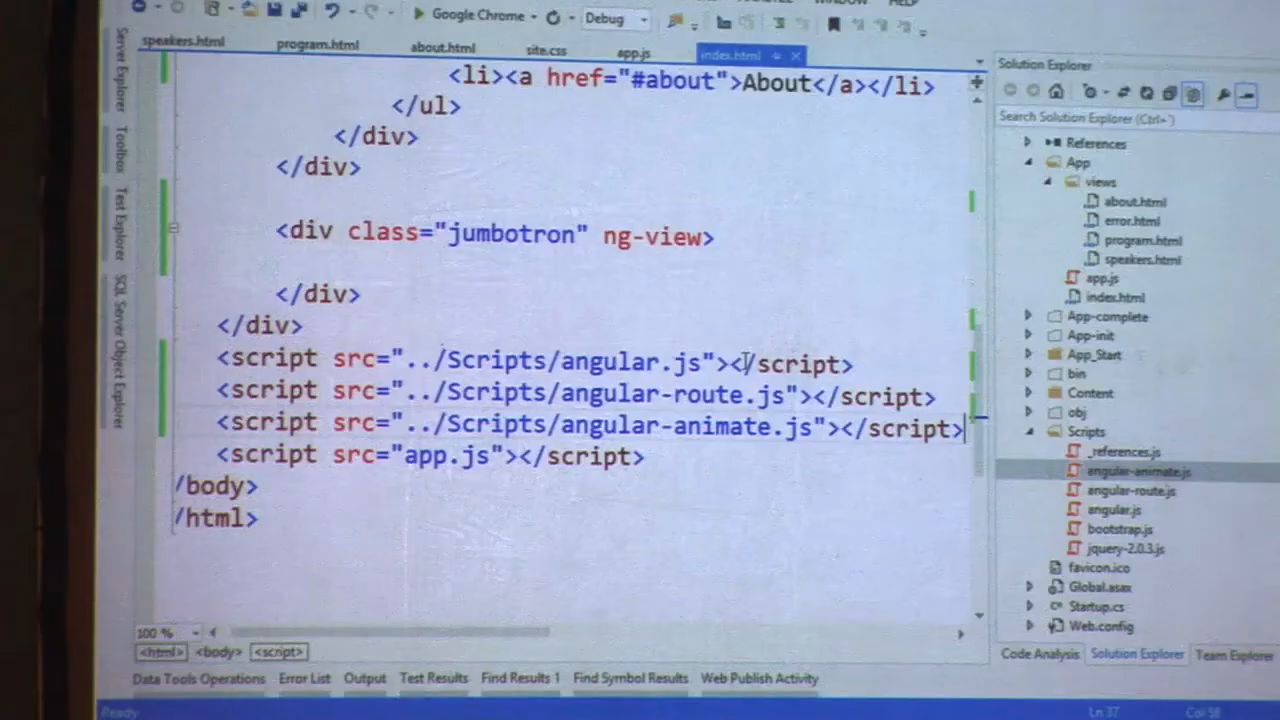 Google Chrome
Debug
speakers.html
program.html
about.html
site.css
app.js
index.html
Server Explorer
Toolbox
Test Explorer
SQL Server Object Explorer
<li><a href="#about">About</a></li>
</ul>
</div>
</div>
<div class="jumbotron" ng-view>
</div>
</div>
<script src="../Scripts/angular.js"></script>
<script src="../Scripts/angular-route.js"></script>
<script src="../Scripts/angular-animate.js"></script>
<script src="app.js"></script>
/body>
/html>
100 %
<html> <body> <script>
Data Tools Operations Error List Output Test Results Find Results 1 Find Symbol Results Web Publish Activity
Ready
Ln 37
Col 58
Solution Explorer
Search Solution Explorer (Ctrl+ )
References
App
views
about.html
error.html
program.html
speakers.html
app.js
index.html
App-complete
App-init
App_Start
bin
Content
obj
Scripts
_references.js
angular-animate.js
angular-route.js
angular.js
bootstrap.js
jquery-2.0.3.js
favicon.ico
Global.asax
Startup.cs
Web.config
Code Analysis Solution Explorer Team Explorer